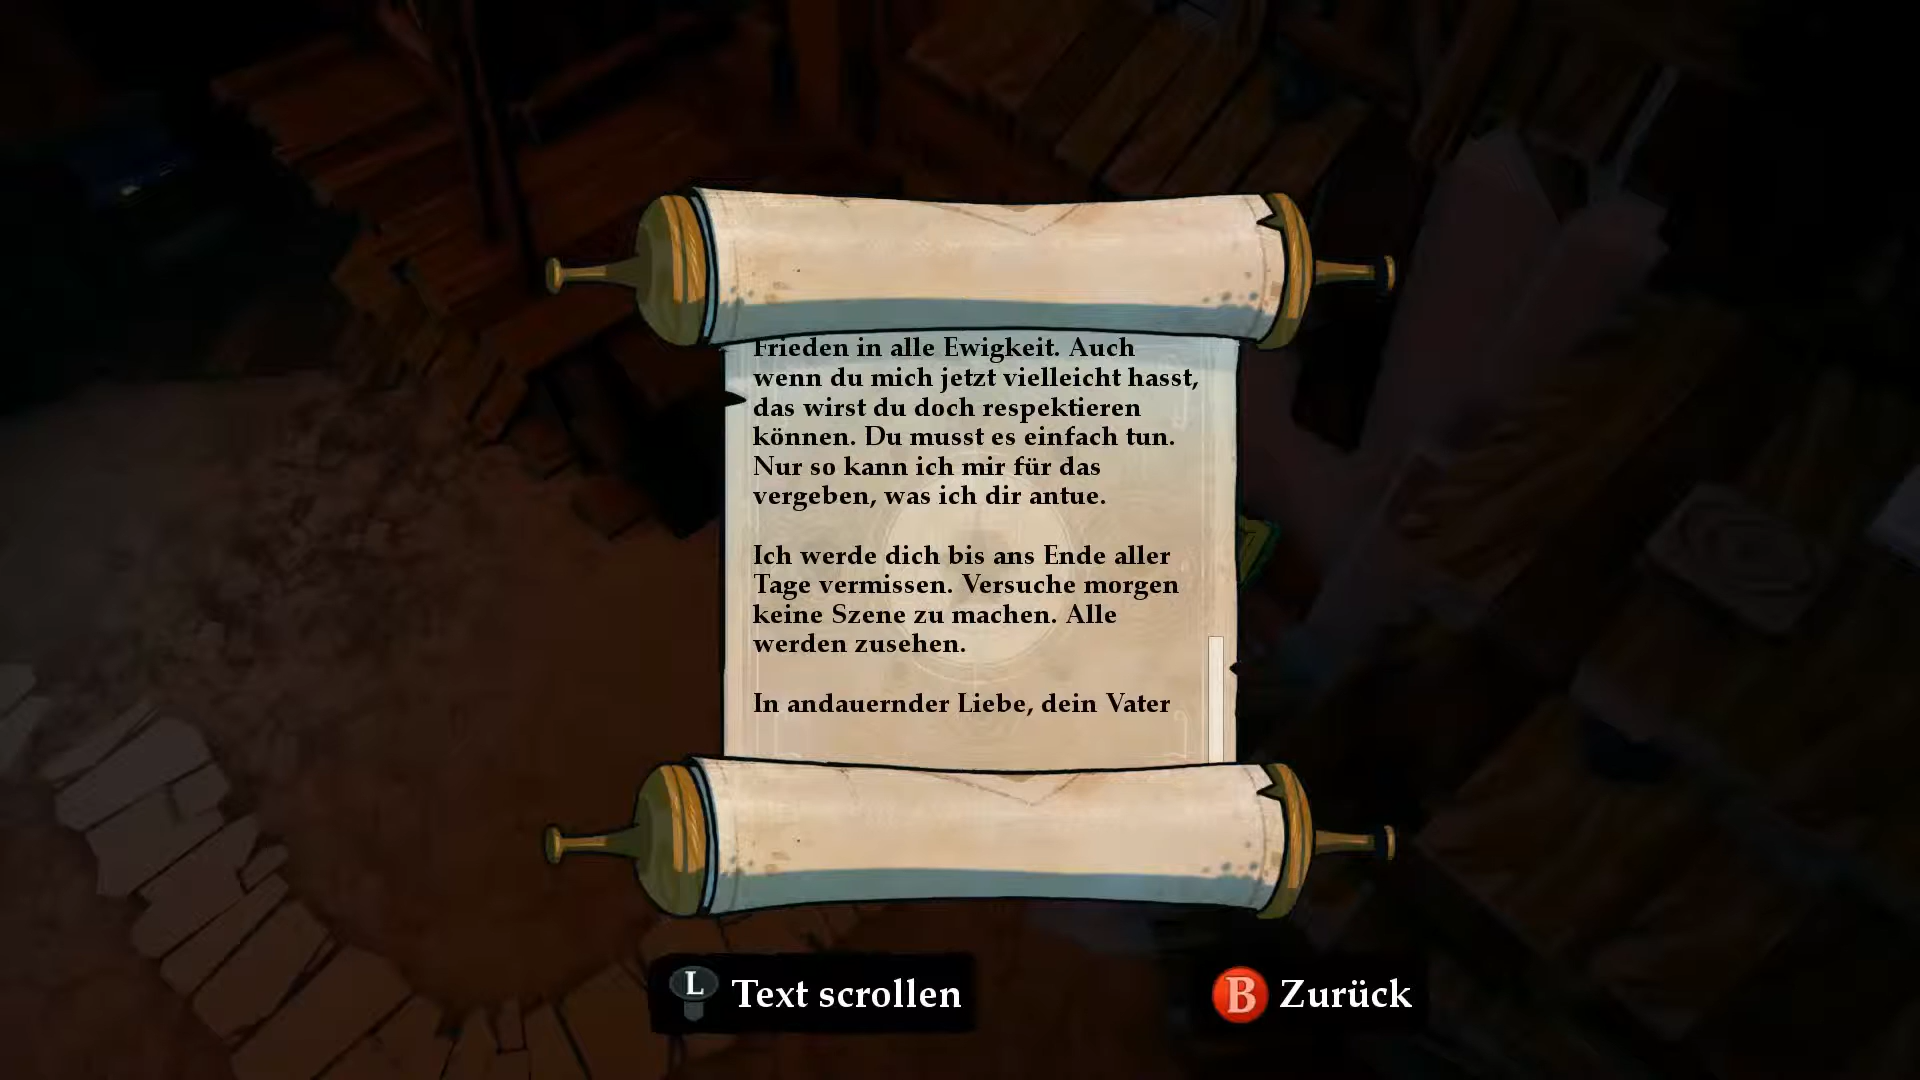 Frieden in alle Ewigkeit. Auch
wenn du mich jetzt vielleicht hasst,
das wirst du doch respektieren
können. Du musst es einfach tun.
Nur so kann ich mir für das
vergeben, was ich dir antue.
Ich werde dich bis ans Ende aller
Tage vermissen. Versuche morgen
keine Szene zu machen. Alle
werden zusehen.
In andauernder Liebe, dein Vater
L Text scrollen
B Zurück